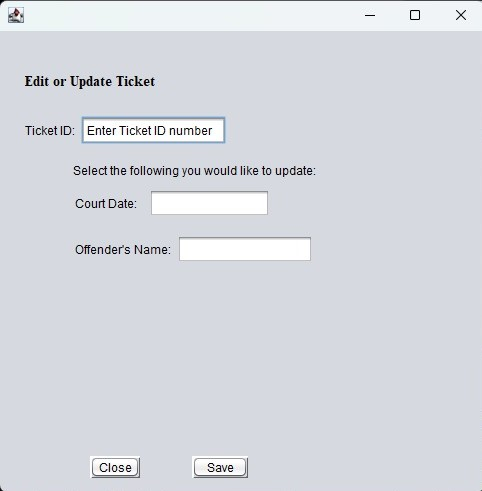 Edit or Update Ticket
Ticket ID: Enter Ticket ID number
Select the following you would like to update:
Court Date:
Offender's Name:
Close Save